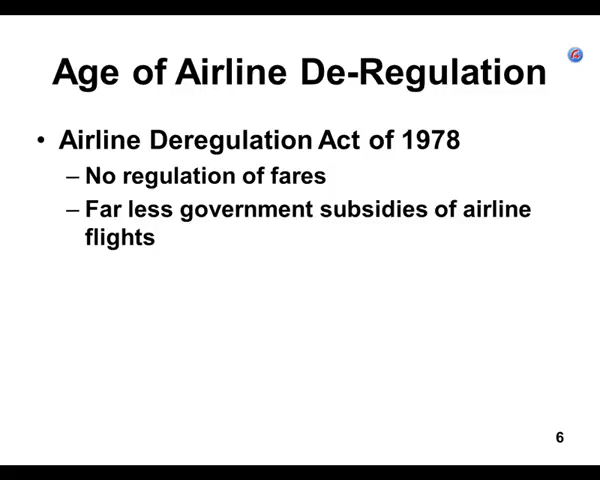 Age of Airline De-Regulation
• Airline Deregulation Act of 1978
– No regulation of fares
– Far less government subsidies of airline
flights
6